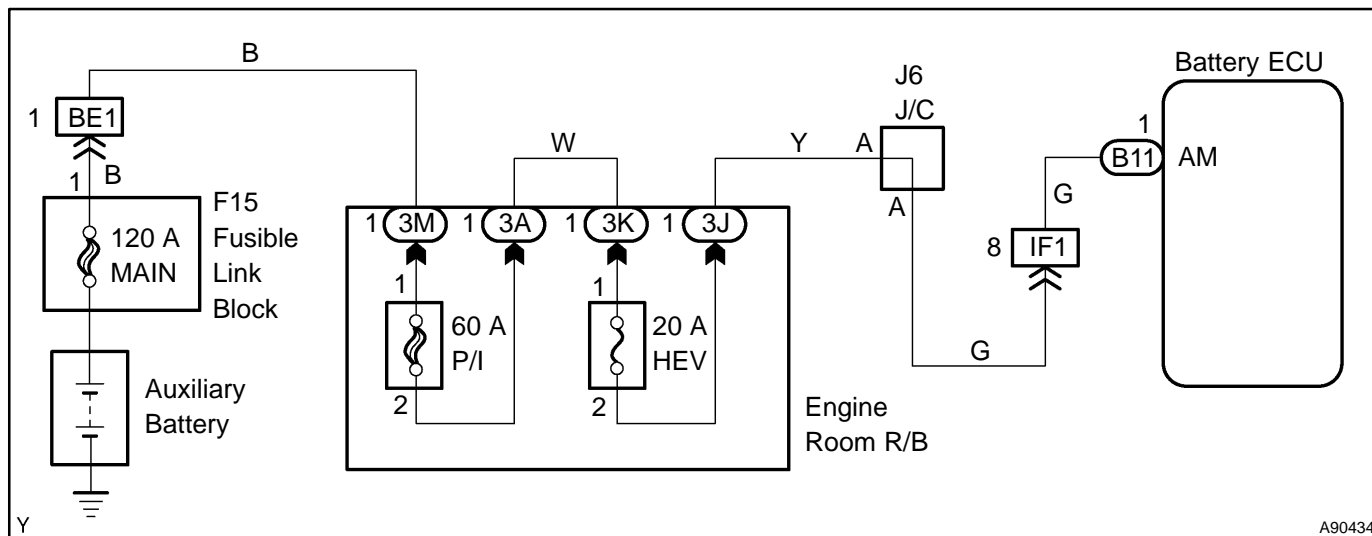 B
1 BE1
1 B
120 A
MAIN
F15
Fusible
Link
Block
Auxiliary
Battery
W
1 3M 1 3A 1 3K 1 3J
1
60 A
P/I
2
1
20 A
HEV
2
Engine
Room R/B
Y A
J6
J/C
A
G
8 IF1
G
Battery ECU
1
B11 AM
Y
A90434